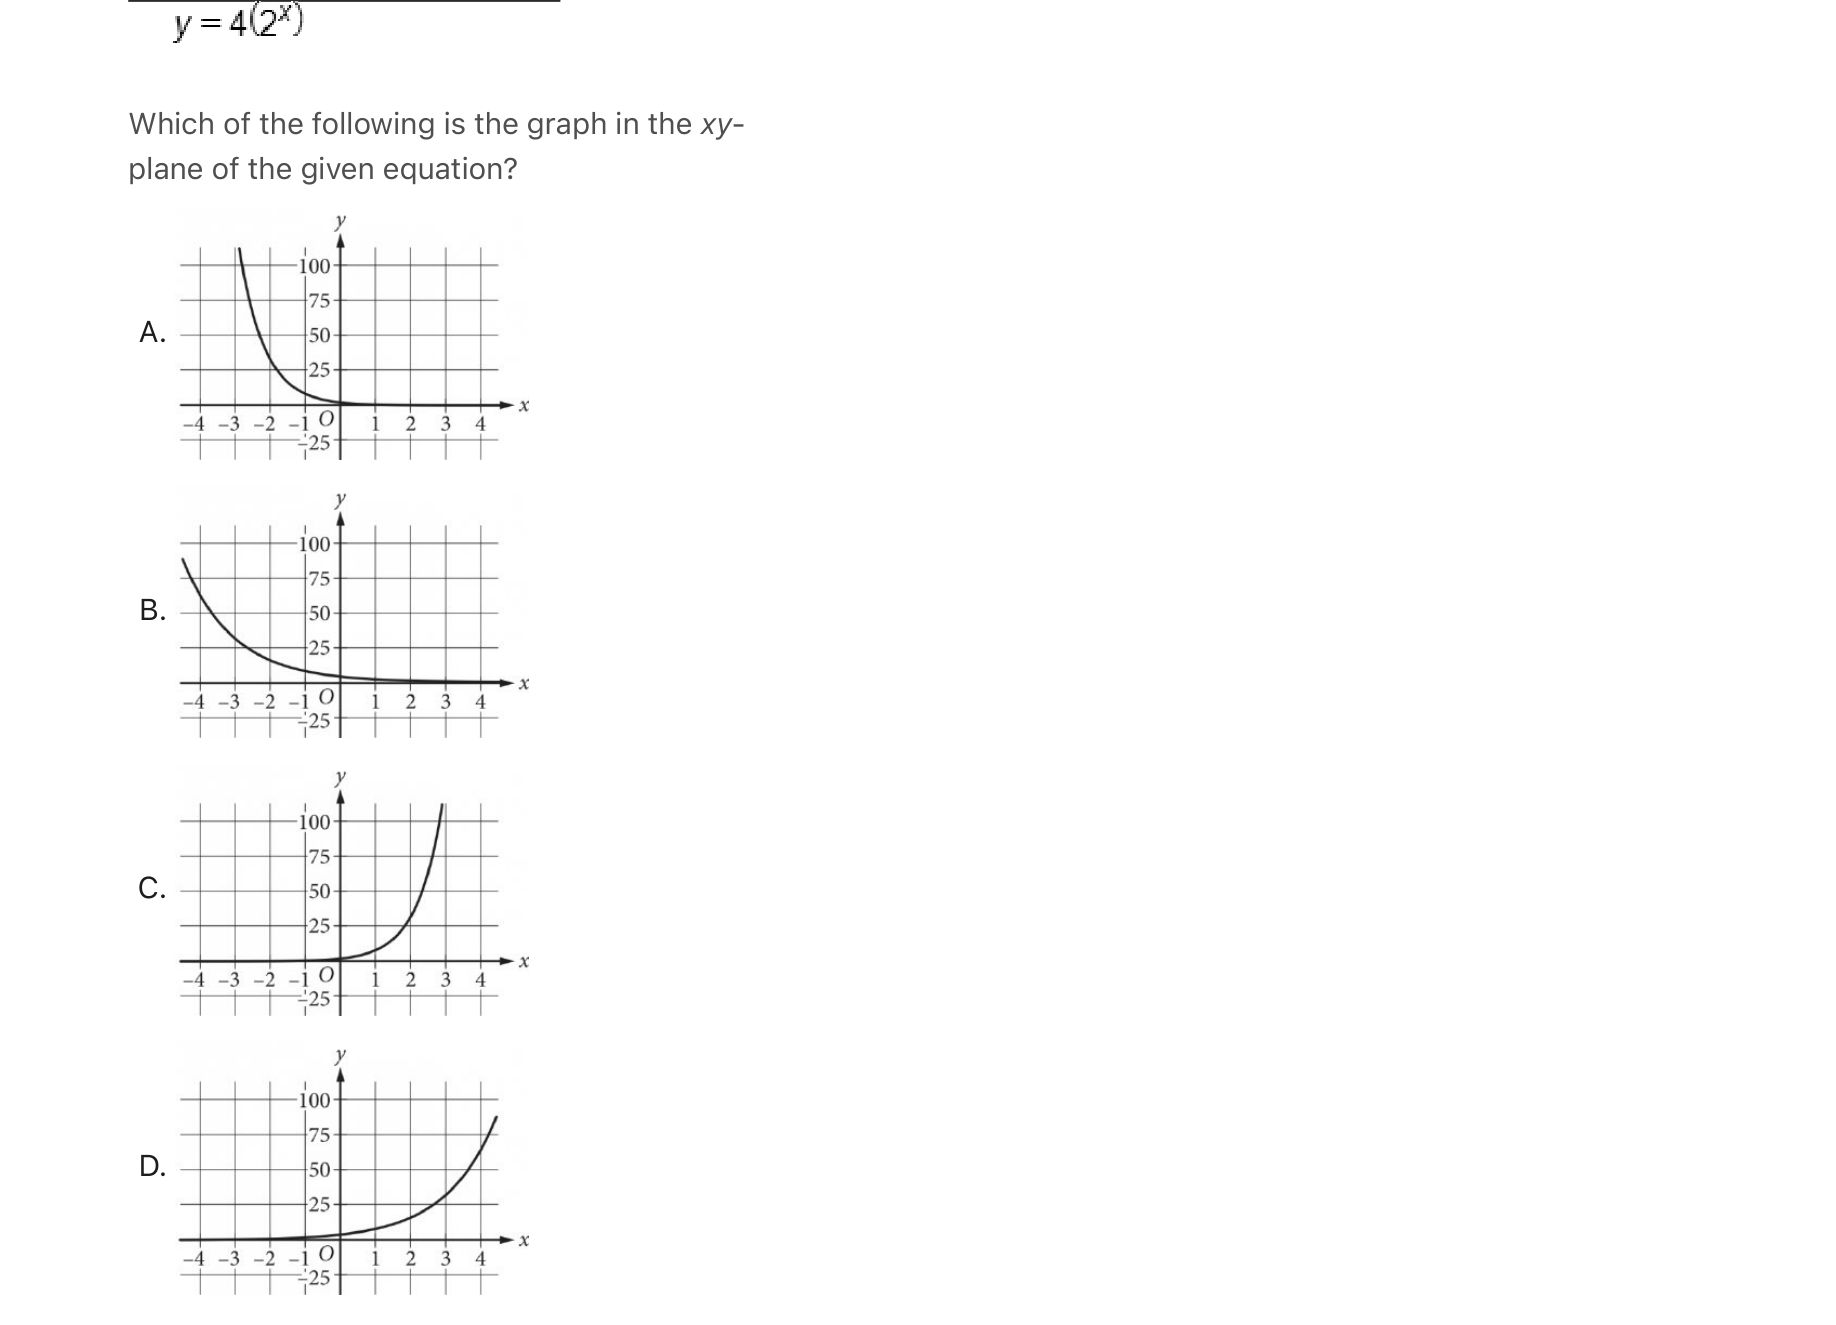 y = 4(2ˣ)
Which of the following is the graph in the xy-
plane of the given equation?
A.
y
100
75
50
25
x
-4 -3 -2 -1 O 1 2 3 4
-25
B.
y
100
75
50
25
x
-4 -3 -2 -1 O 1 2 3 4
-25
C.
y
100
75
50
25
x
-4 -3 -2 -1 O 1 2 3 4
-25
D.
y
100
75
50
25
x
-4 -3 -2 -1 O 1 2 3 4
-25